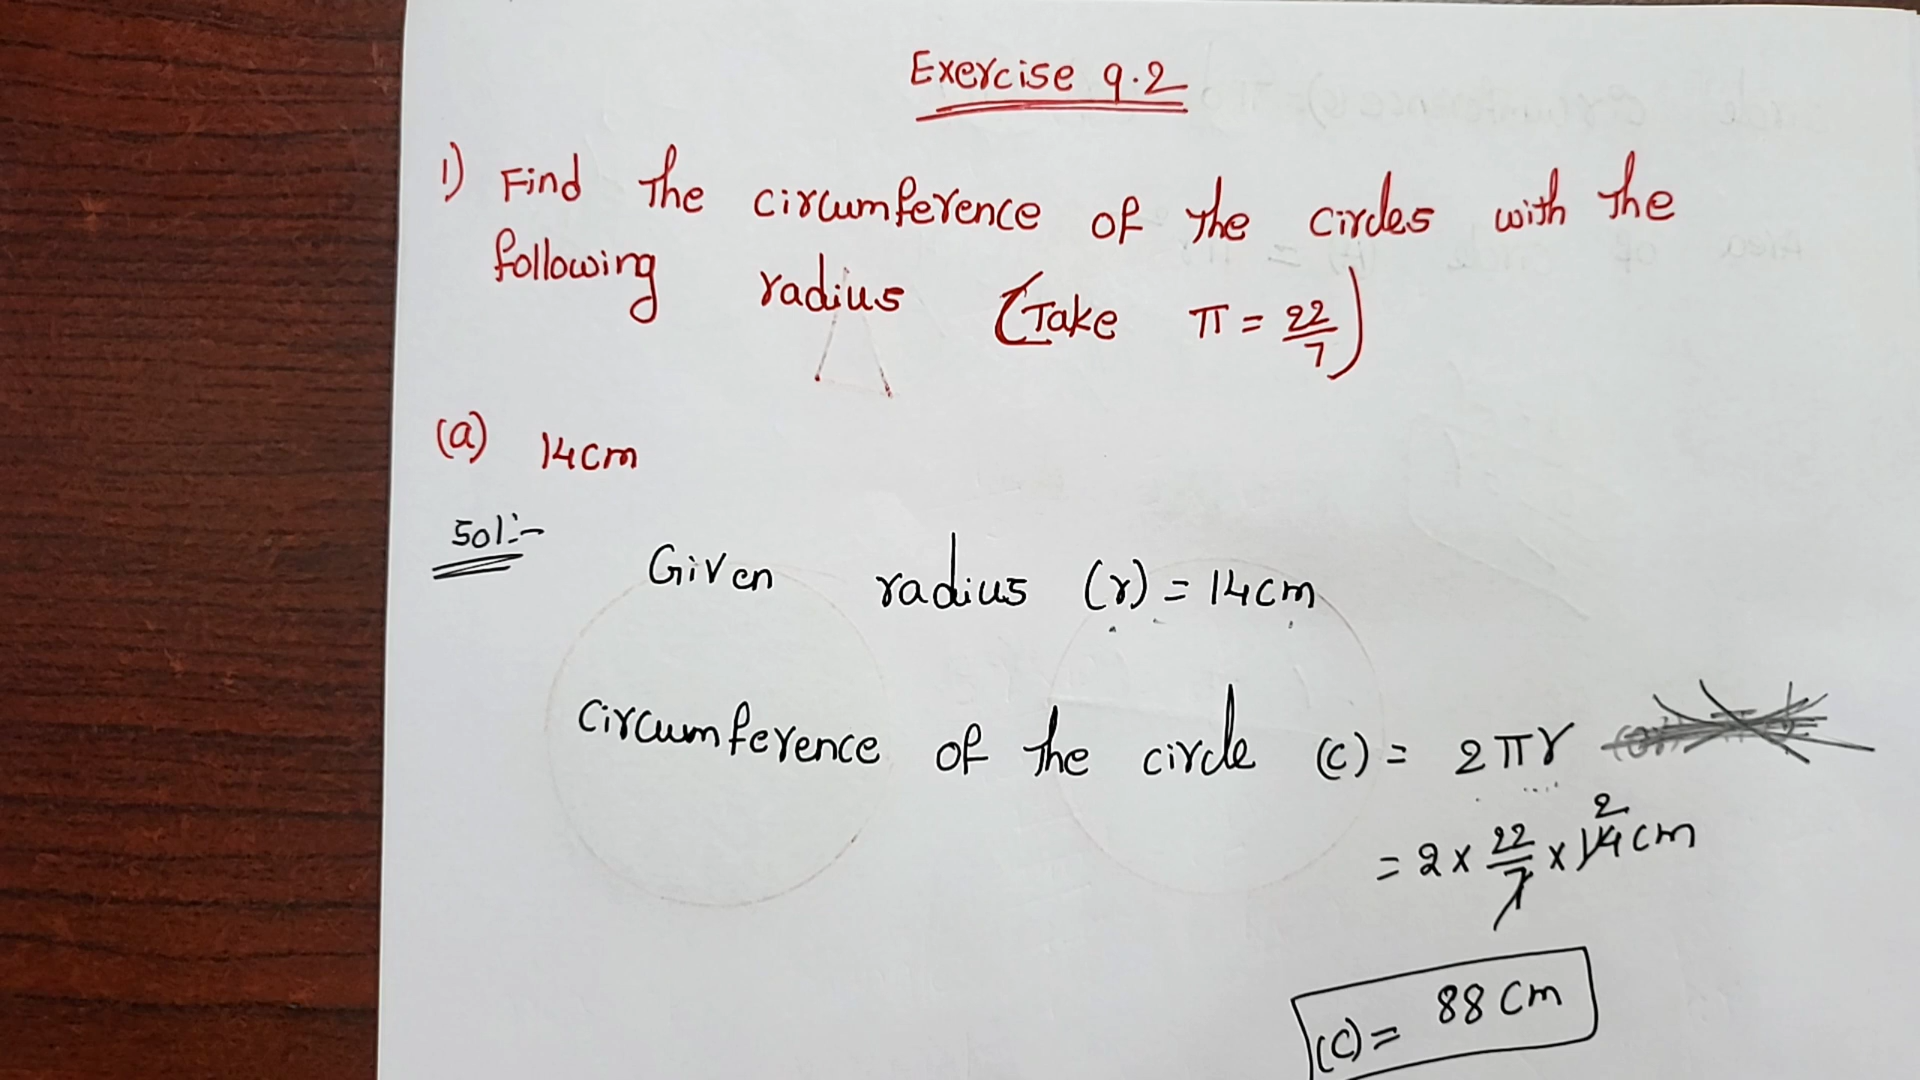 Exercise 9.2
1) Find the circumference of the circles with the
following radius (Take π = 22/7)
(a) 14cm
Sol:-
Given radius (r) = 14cm
circumference of the circle (C) = 2πr
= 2 × 22/7 × 14 cm
2
(C) = 88 cm